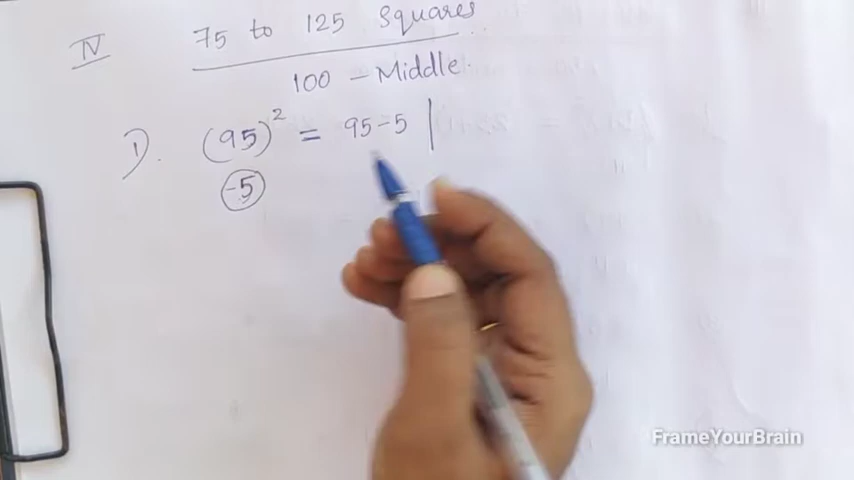 IV 75 to 125 Squares
100 - Middle.
1). (95)² = 95-5 |
-5
FrameYourBrain